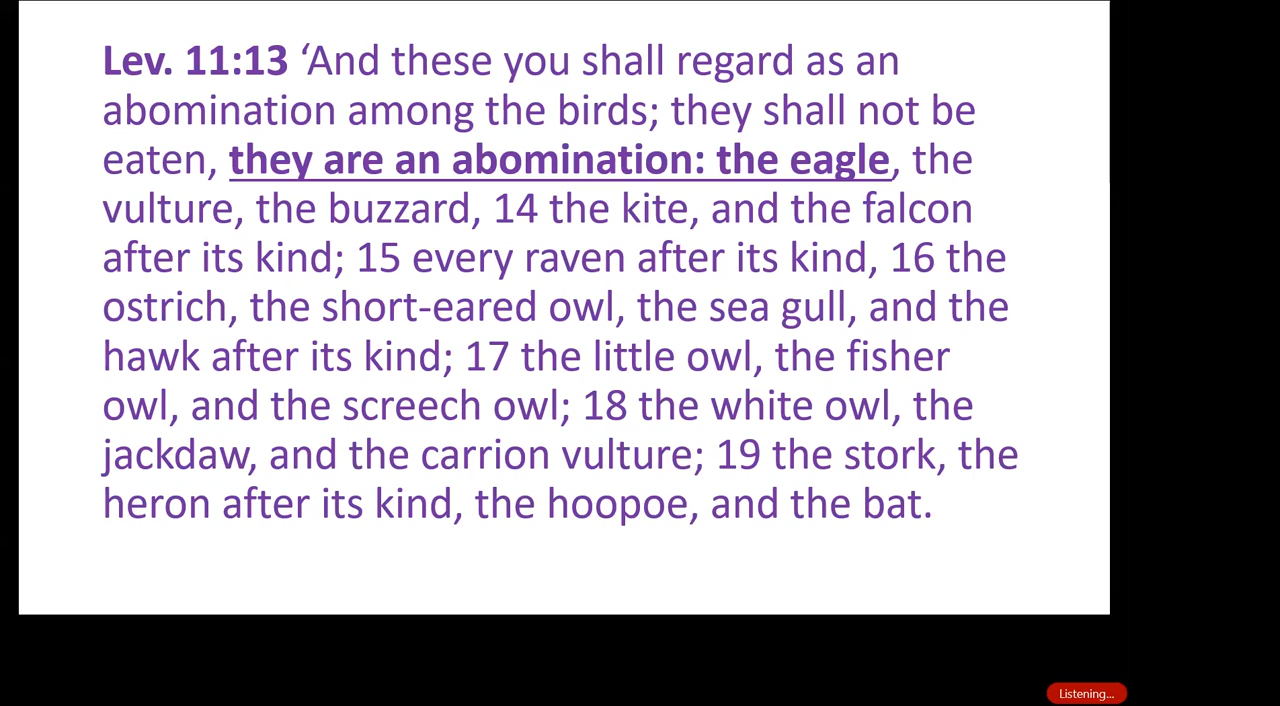 Lev. 11:13 ‘And these you shall regard as an
abomination among the birds; they shall not be
eaten, they are an abomination: the eagle, the
vulture, the buzzard, 14 the kite, and the falcon
after its kind; 15 every raven after its kind, 16 the
ostrich, the short-eared owl, the sea gull, and the
hawk after its kind; 17 the little owl, the fisher
owl, and the screech owl; 18 the white owl, the
jackdaw, and the carrion vulture; 19 the stork, the
heron after its kind, the hoopoe, and the bat.
Listening...